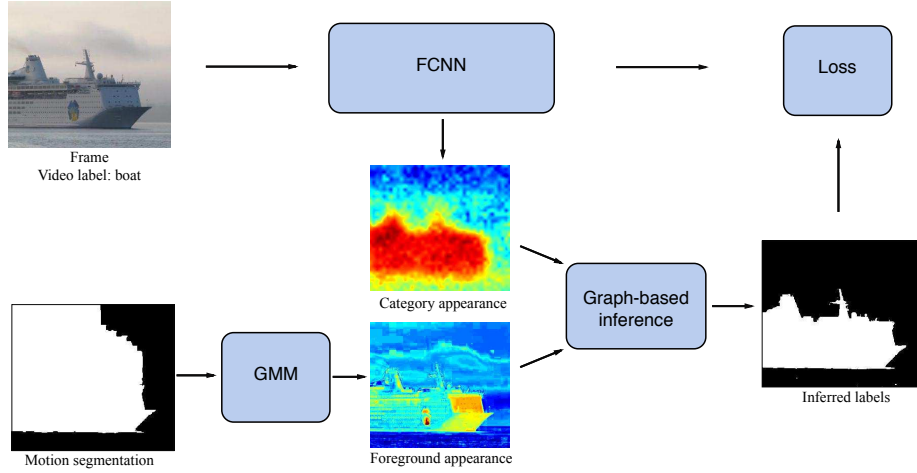 FCNN
Loss
Frame
Video label: boat
Category appearance
Graph-based
inference
GMM
Inferred labels
Motion segmentation
Foreground appearance